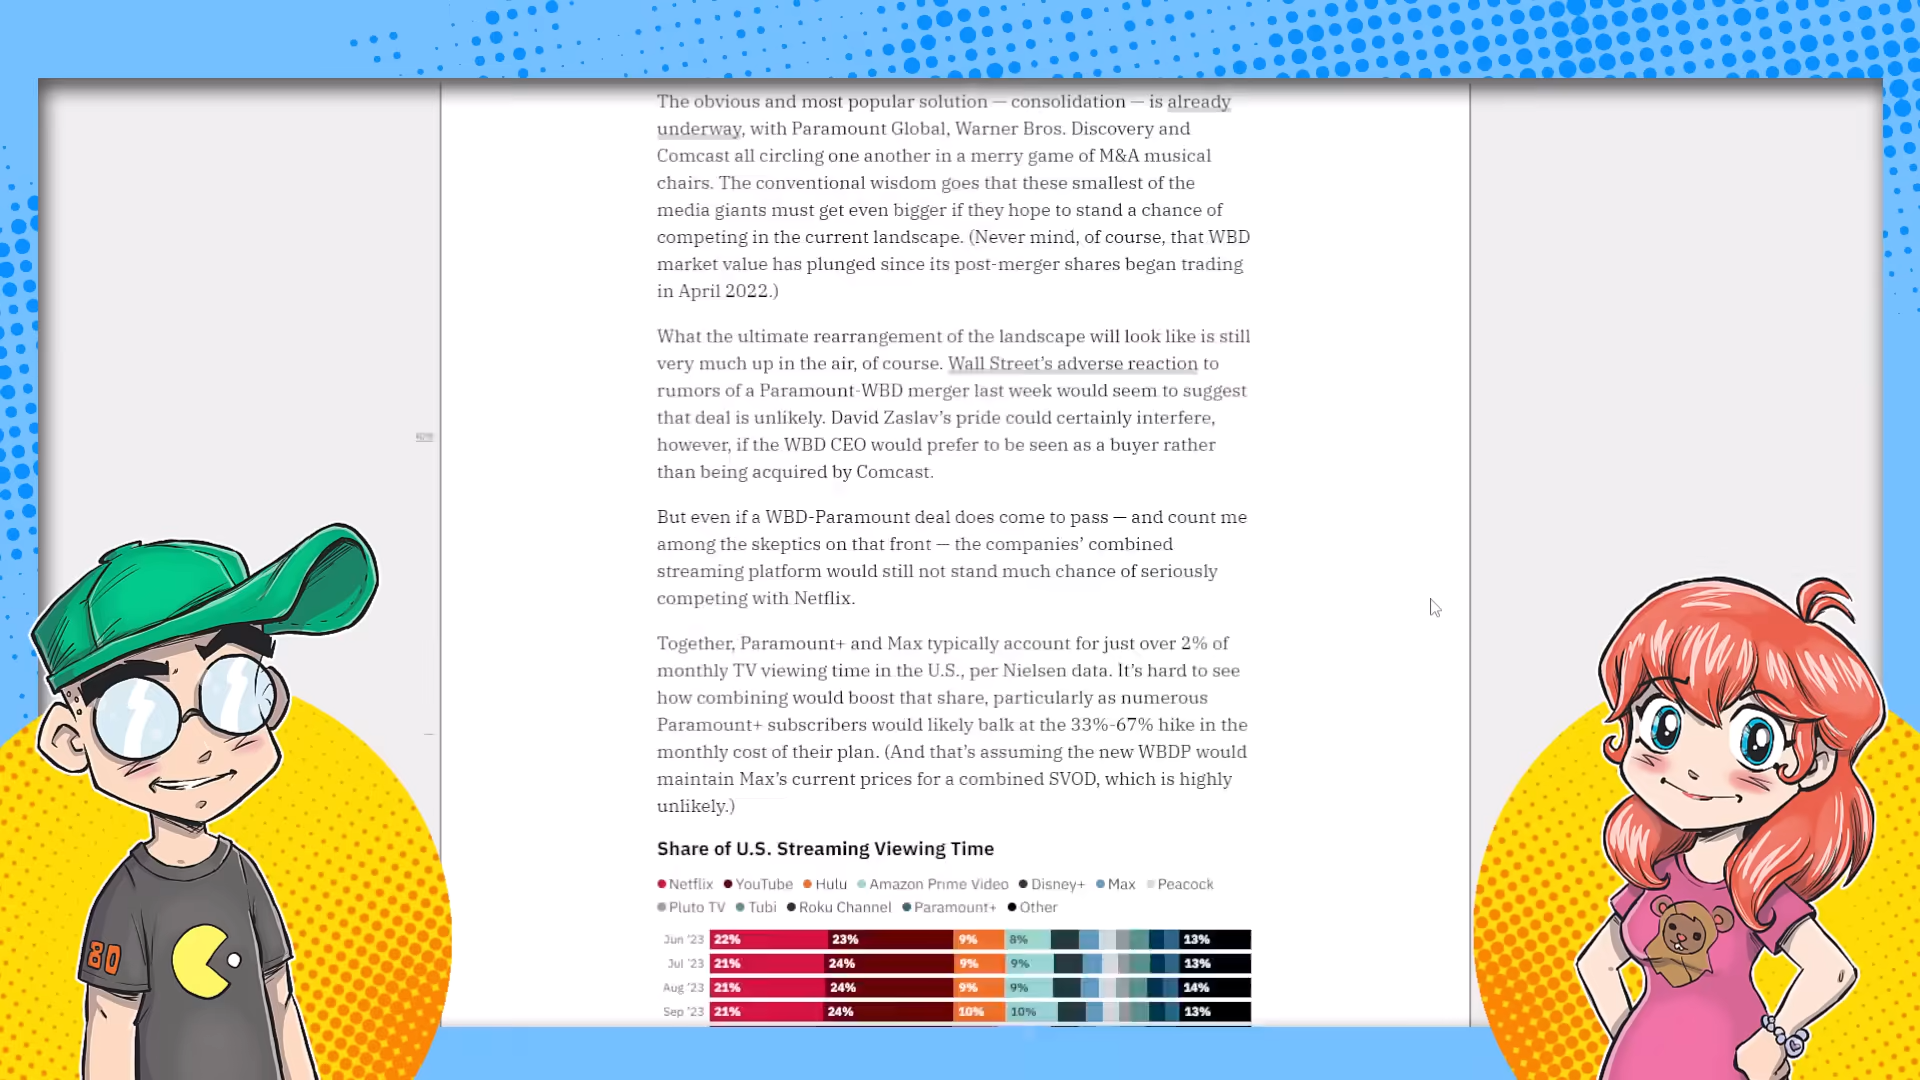 The obvious and most popular solution — consolidation — is already
underway, with Paramount Global, Warner Bros. Discovery and
Comcast all circling one another in a merry game of M&A musical
chairs. The conventional wisdom goes that these smallest of the
media giants must get even bigger if they hope to stand a chance of
competing in the current landscape. (Never mind, of course, that WBD
market value has plunged since its post-merger shares began trading
in April 2022.)
What the ultimate rearrangement of the landscape will look like is still
very much up in the air, of course. Wall Street's adverse reaction to
rumors of a Paramount-WBD merger last week would seem to suggest
that deal is unlikely. David Zaslav's pride could certainly interfere,
however, if the WBD CEO would prefer to be seen as a buyer rather
than being acquired by Comcast.
But even if a WBD-Paramount deal does come to pass — and count me
among the skeptics on that front — the companies' combined
streaming platform would still not stand much chance of seriously
competing with Netflix.
Together, Paramount+ and Max typically account for just over 2% of
monthly TV viewing time in the U.S., per Nielsen data. It's hard to see
how combining would boost that share, particularly as numerous
Paramount+ subscribers would likely balk at the 33%-67% hike in the
monthly cost of their plan. (And that's assuming the new WBDP would
maintain Max's current prices for a combined SVOD, which is highly
unlikely.)
Share of U.S. Streaming Viewing Time
Netflix YouTube Hulu Amazon Prime Video Disney+ Max Peacock
Pluto TV Tubi Roku Channel Paramount+ Other
Jun '23 22% 23% 9% 8% 13%
Jul '23 21% 24% 9% 9% 13%
Aug '23 21% 24% 9% 9% 14%
Sep '23 21% 24% 10% 10% 13%
80